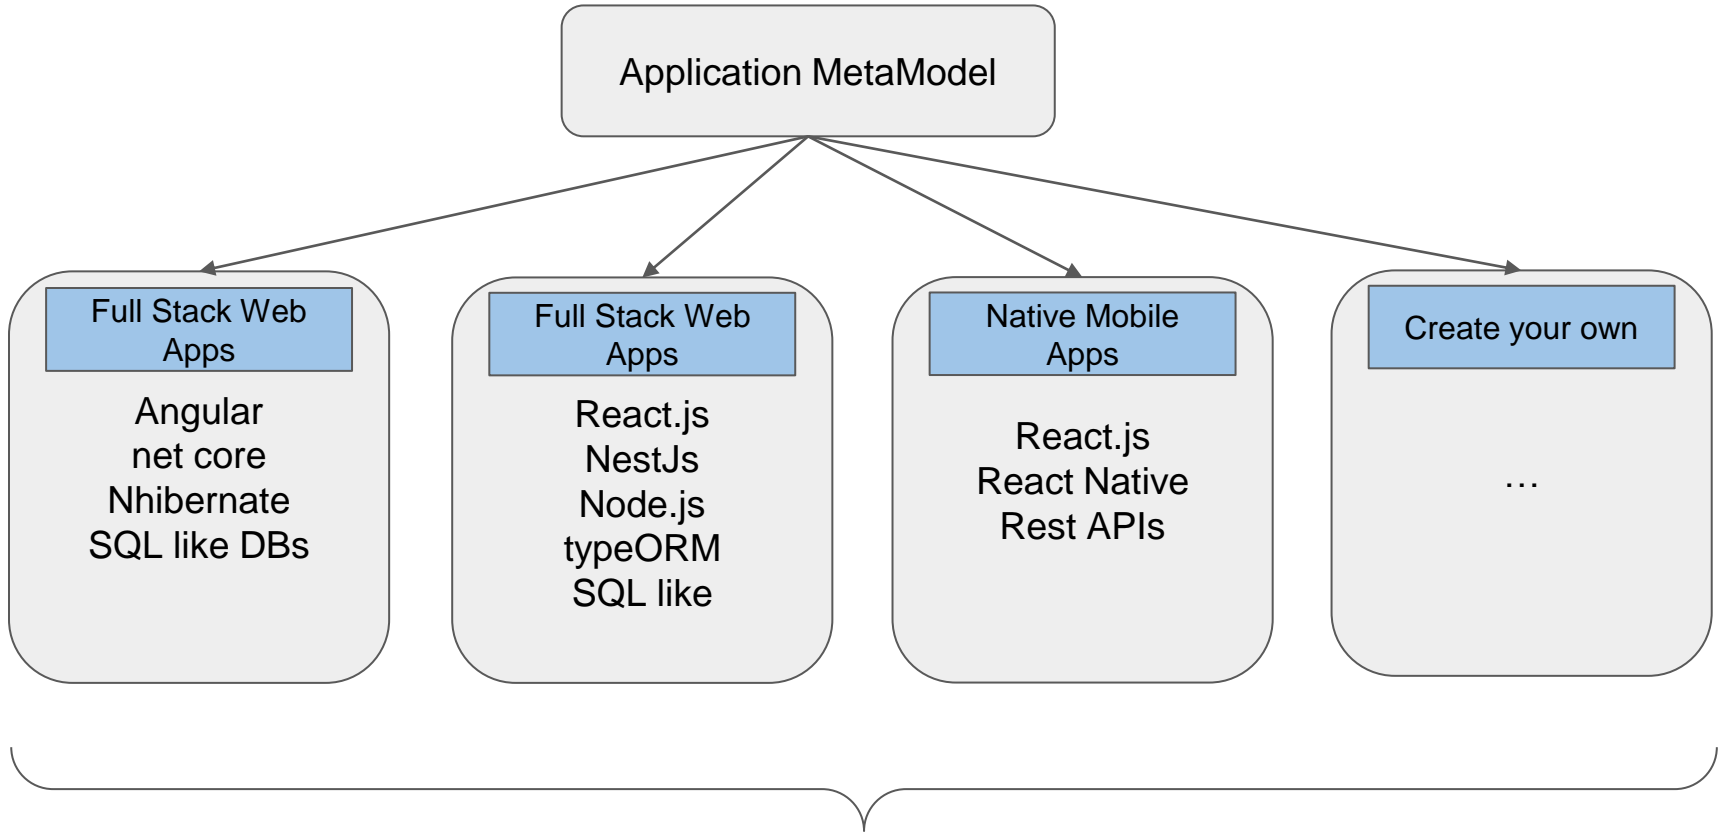 Application MetaModel
Full Stack Web
Apps
Angular
net core
Nhibernate
SQL like DBs
Full Stack Web
Apps
React.js
NestJs
Node.js
typeORM
SQL like
Native Mobile
Apps
React.js
React Native
Rest APIs
Create your own
…